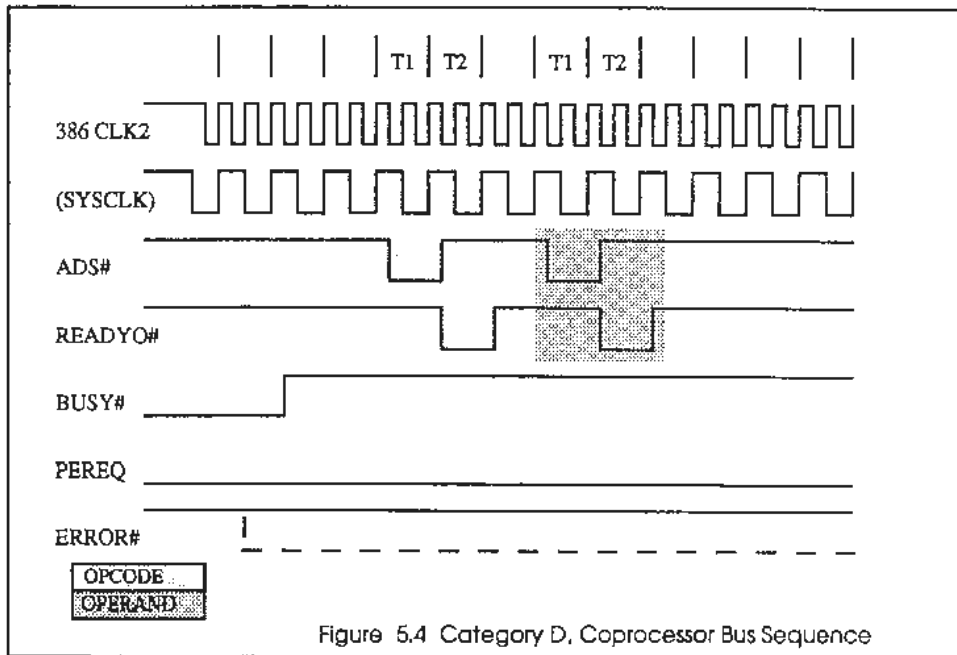 T1 T2 T1 T2
386 CLK2
(SYSCLK)
ADS#
READYO#
BUSY#
PEREQ
ERROR#
OPCODE
OPERAND
Figure 5.4 Category D, Coprocessor Bus Sequence